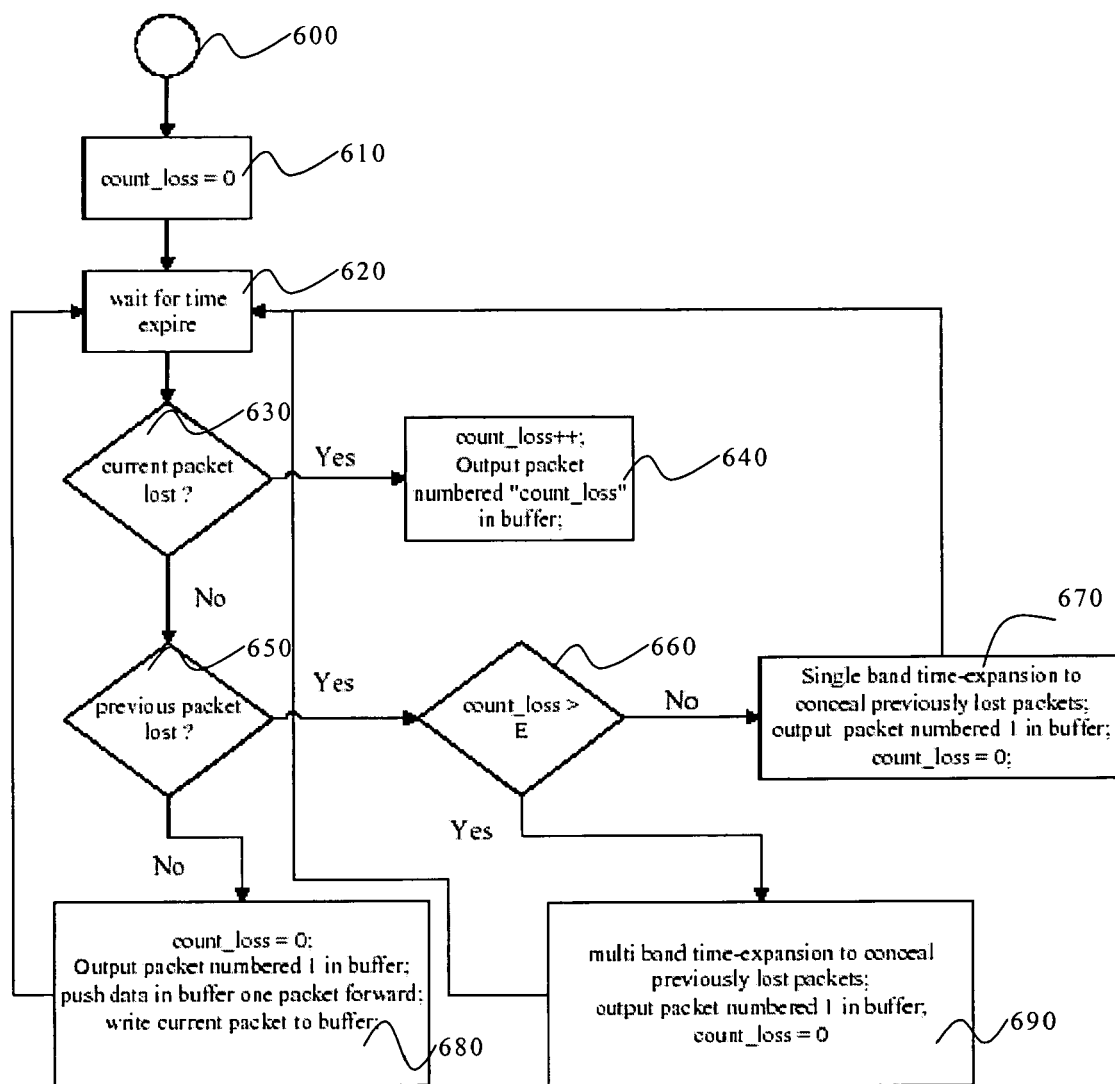 600
610
count_loss = 0
620
wait for time
expire
630
current packet
lost ?
Yes
count_loss++;
Output packet
numbered "count_loss"
in buffer;
640
No
650
previous packet
lost ?
Yes
660
count_loss >
E
No
670
Single band time-expansion to
conceal previously lost packets;
output packet numbered 1 in buffer;
count_loss = 0;
No
Yes
count_loss = 0;
Output packet numbered 1 in buffer;
push data in buffer one packet forward;
write current packet to buffer;
680
multi band time-expansion to conceal
previously lost packets;
output packet numbered 1 in buffer;
count_loss = 0
690